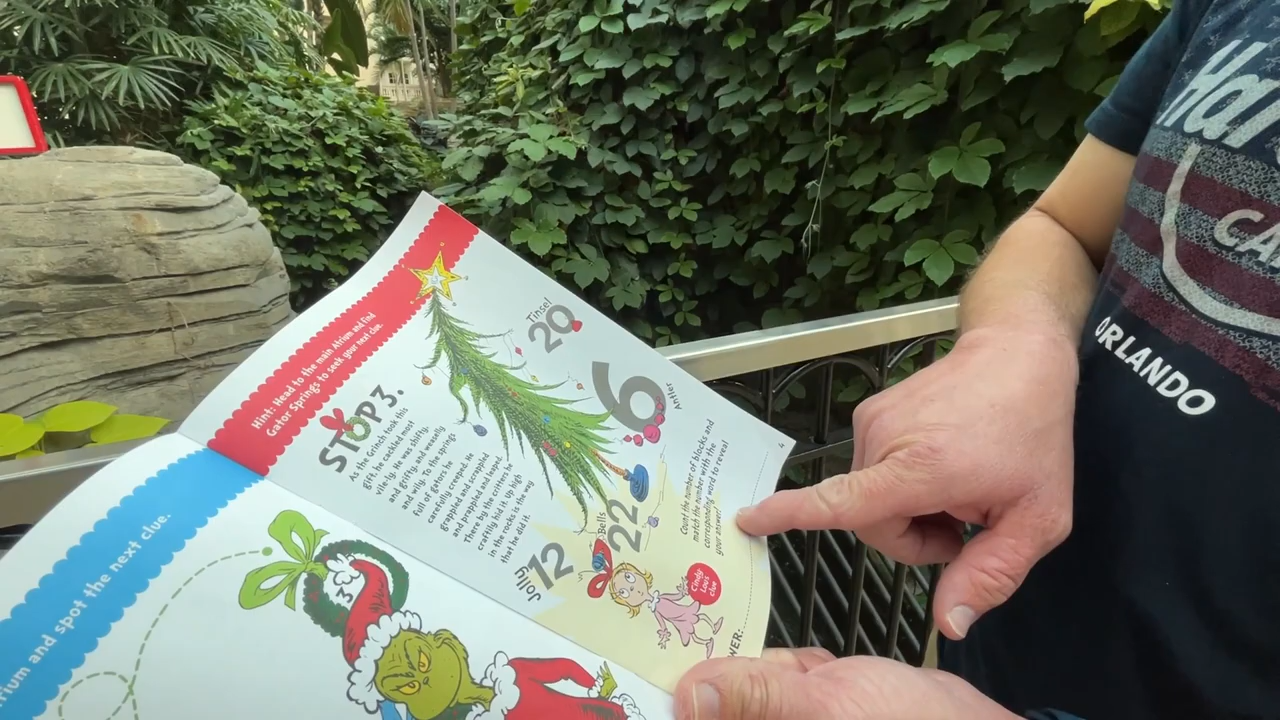 Hint: Head to the main Atrium and find
Gator Springs to seek your next clue.
STOP 3.
As the Grinch took this
gift, he cackled most
vile-ly. He was shifty,
and grifty, and weaselly
and wily. To the springs
full of gators he
carefully creeped. He
grappled and scrappled
and prappled and leaped.
There by the critters he
craftily hid it. Up high
in the rocks is the way
that he did it.
Tinsel
20
6
Antler
Jolly
12
Bells
22
Count the number of blocks and
match the number with the
corresponding word to reveal
your answer!
Cindy
Lou's
clue
4
WER:
rium and spot the next clue.
3
Har
CA
ORLANDO